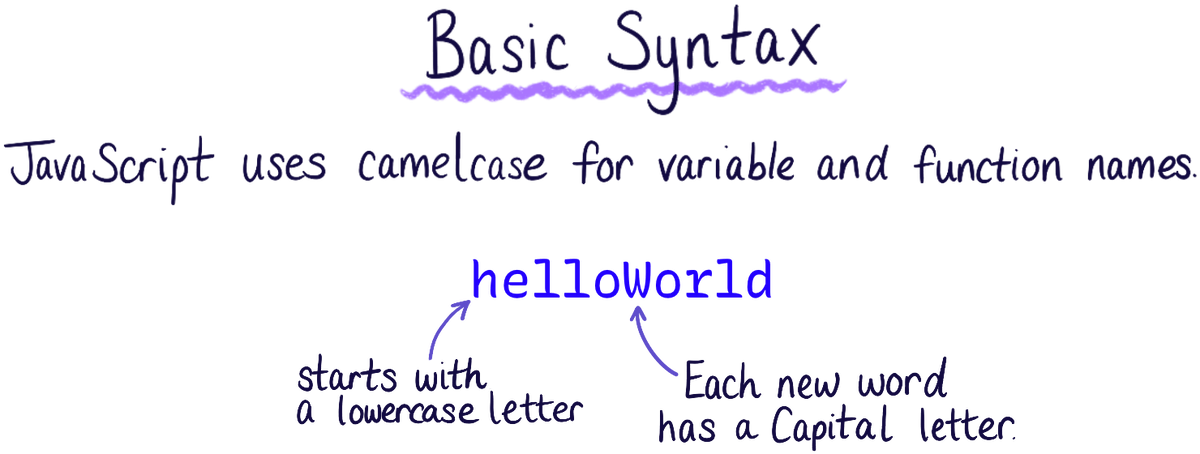 Basic Syntax
JavaScript uses camelcase for variable and function names.
helloWorld
starts with
a lowercase letter
Each new word
has a Capital letter.